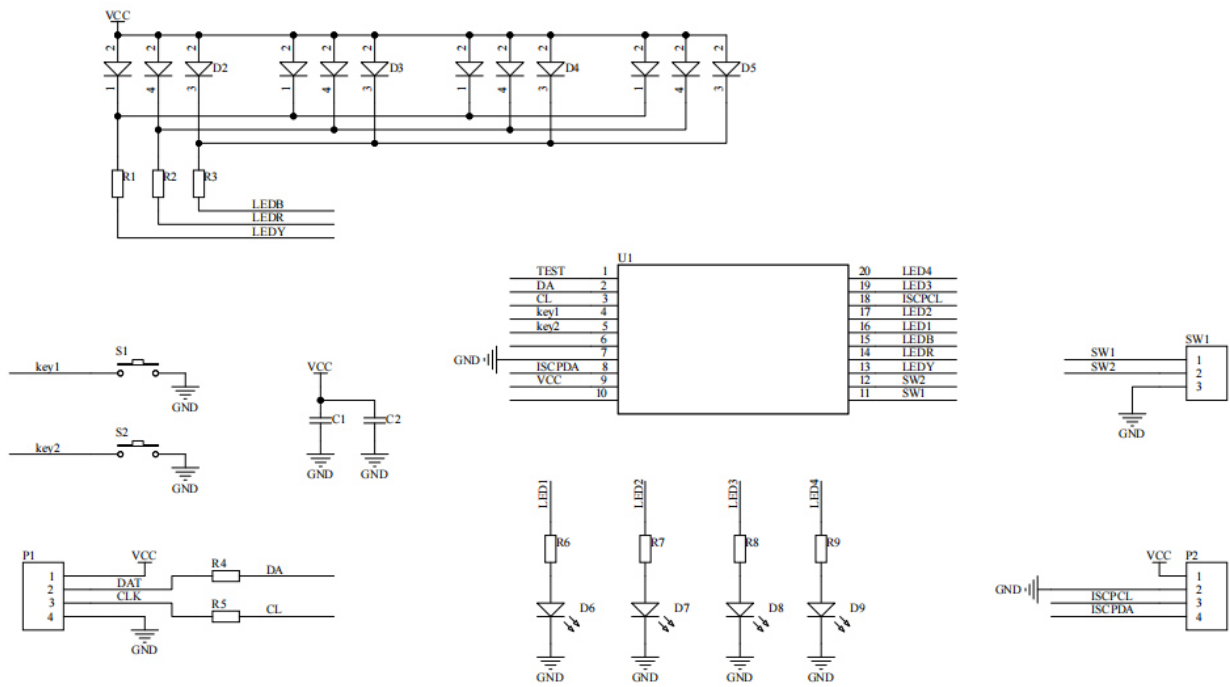 VCC
2 2 2 D2 2 2 2 D3 2 2 2 D4 2 2 2 D5
1 4 3 1 4 3 1 4 3 1 4 3
R1 R2 R3
LEDB
LEDR
LEDY
U1
TEST 1 20 LED4
DA 2 19 LED3
CL 3 18 ISCPCL
key1 4 17 LED2
key2 5 16 LED1
6 15 LEDB
GND 7 14 LEDR
ISCPDA 8 13 LEDY
VCC 9 12 SW2
10 11 SW1
SW1
SW1 1
SW2 2
3
GND
S1
key1
GND
S2
key2
GND
VCC
C1 C2
GND GND
LED1 LED2 LED3 LED4
R6 R7 R8 R9
D6 D7 D8 D9
GND GND GND GND
P1
VCC
1
DAT 2
CLK 3
4
R4 DA
R5 CL
GND
P2
VCC 1
GND 2
ISCPCL 3
ISCPDA 4